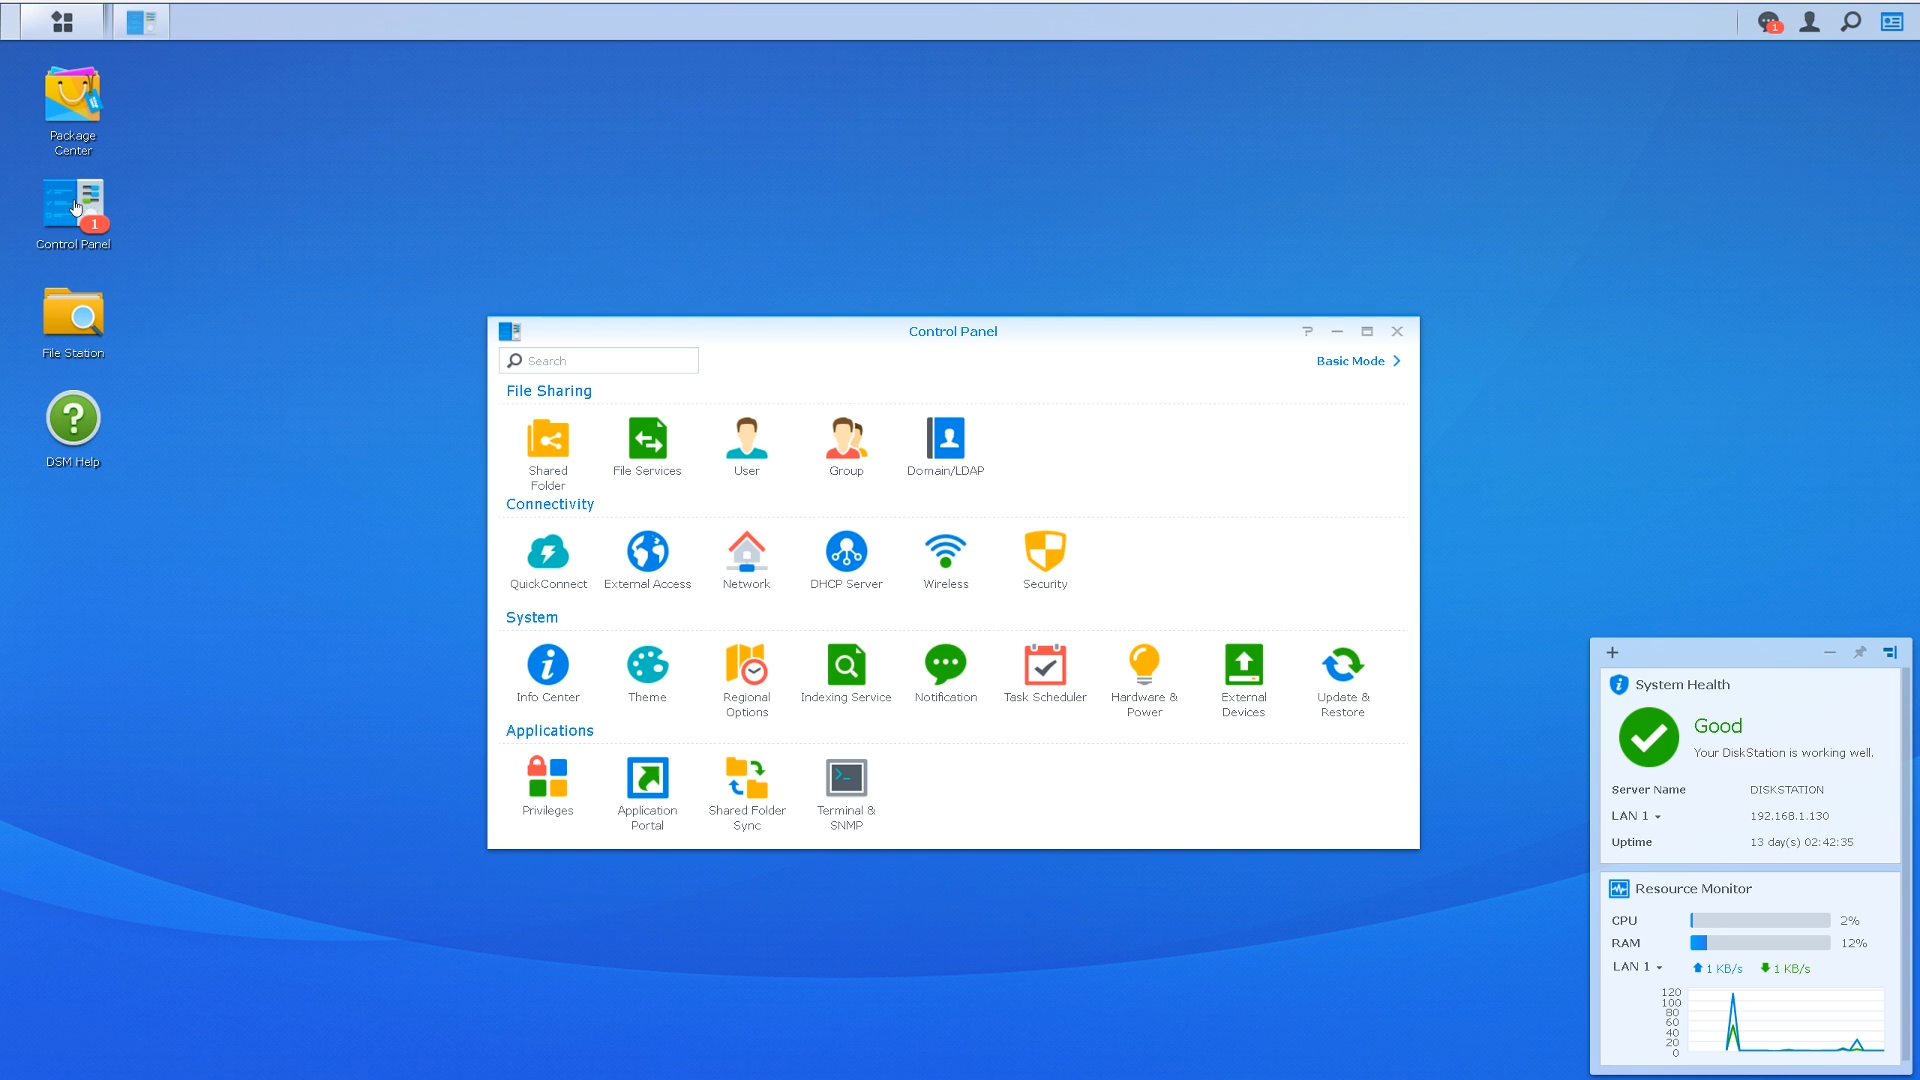 1
Package
Center
1
Control Panel
File Station
DSM Help
Control Panel
Search
Basic Mode
File Sharing
Shared
Folder
File Services
User
Group
Domain/LDAP
Connectivity
QuickConnect
External Access
Network
DHCP Server
Wireless
Security
System
Info Center
Theme
Regional
Options
Indexing Service
Notification
Task Scheduler
Hardware &
Power
External
Devices
Update &
Restore
Applications
Privileges
Application
Portal
Shared Folder
Sync
Terminal &
SNMP
System Health
Good
Your DiskStation is working well.
Server Name DISKSTATION
LAN 1 192.168.1.130
Uptime 13 day(s) 02:42:35
Resource Monitor
CPU 2%
RAM 12%
LAN 1 1 KB/s 1 KB/s
120
100
80
60
40
20
0